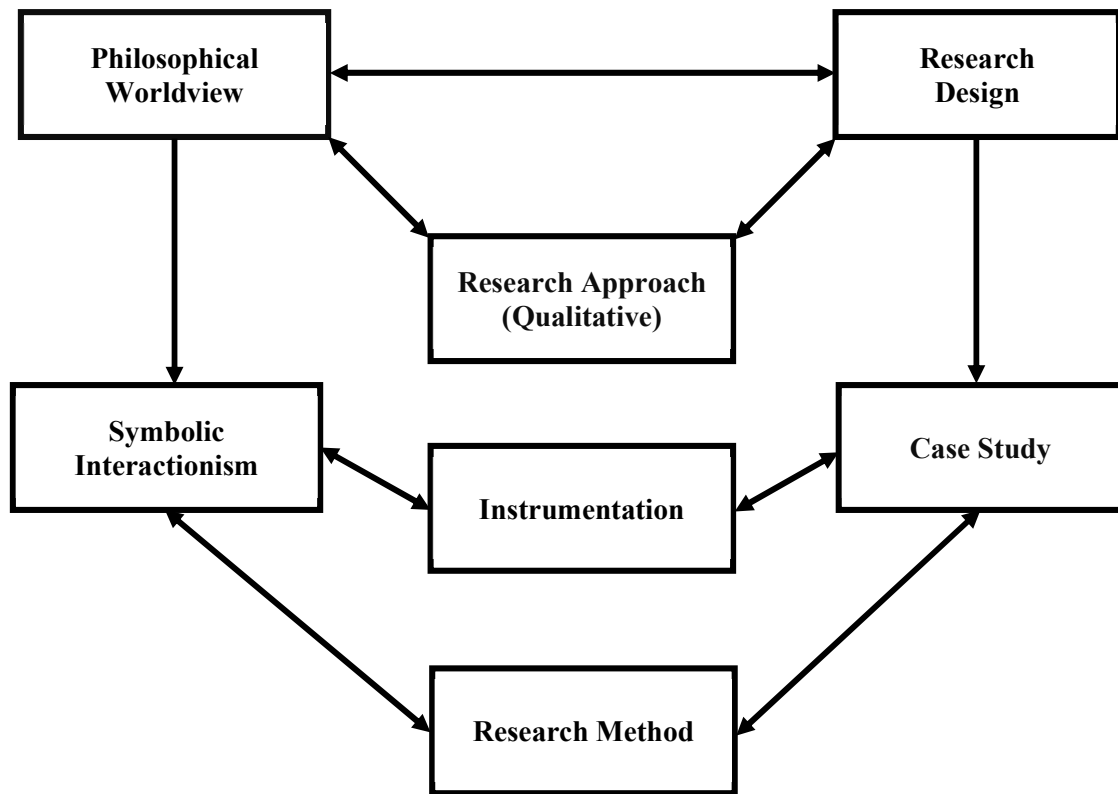 Philosophical
Worldview
Research
Design
Research Approach
(Qualitative)
Symbolic
Interactionism
Instrumentation
Case Study
Research Method